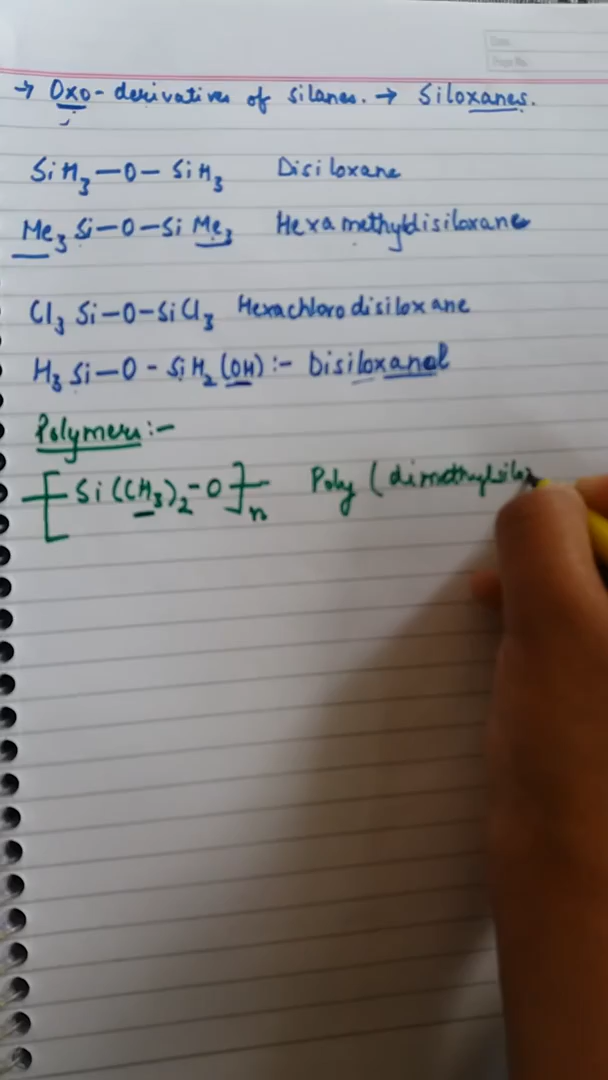 → Oxo-derivatives of silanes. → Siloxanes.
SiH₃—O—SiH₃ Disiloxane
Me₃Si—O—SiMe₃ Hexamethyldisiloxane
Cl₃Si—O—SiCl₃ Hexachlorodisiloxane
H₃Si—O-SiH₂(OH):- Disiloxanol
Polymers:-
[Si(CH₃)₂-O]ₙ Poly (dimethylsilo